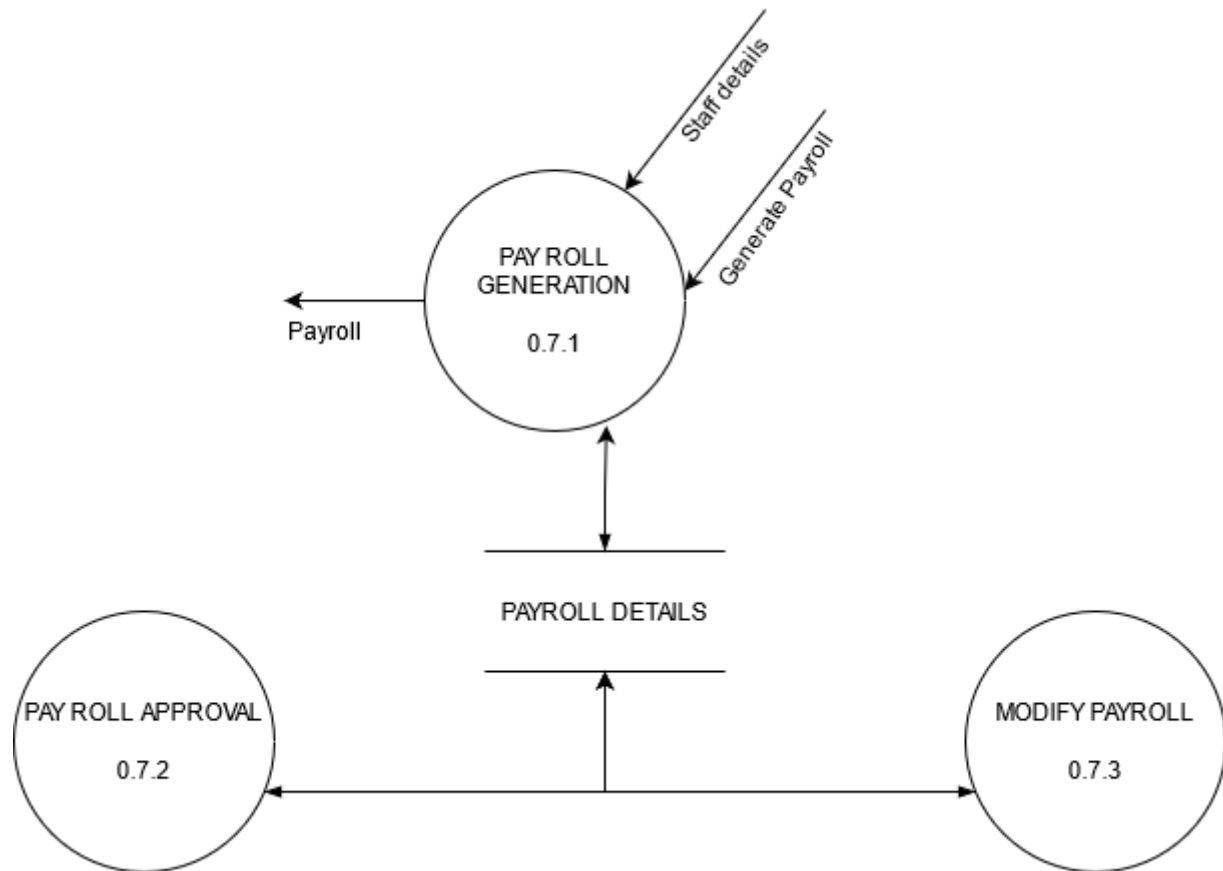 Staff details
Generate Payroll
PAY ROLL
GENERATION
0.7.1
Payroll
PAYROLL DETAILS
PAY ROLL APPROVAL
0.7.2
MODIFY PAYROLL
0.7.3